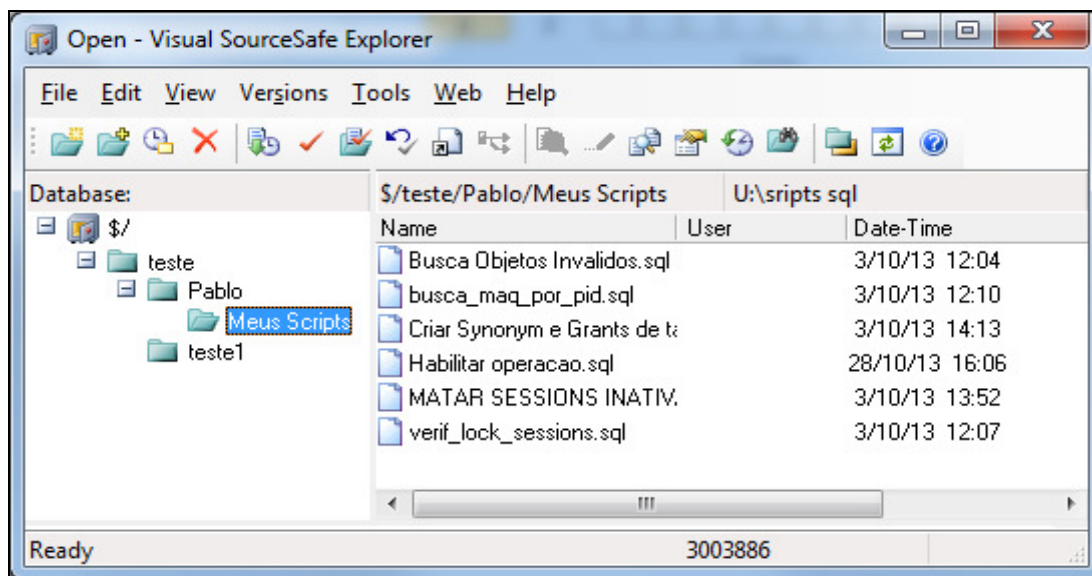 Open - Visual SourceSafe Explorer
File Edit View Versions Tools Web Help
Database:
$/teste/Pablo/Meus Scripts U:\sripts sql
$/
teste
Pablo
Meus Scripts
teste1
Name User Date-Time
Busca Objetos Invalidos.sql 3/10/13 12:04
busca_maq_por_pid.sql 3/10/13 12:10
Criar Synonym e Grants de ta 3/10/13 14:13
Habilitar operacao.sql 28/10/13 16:06
MATAR SESSIONS INATIV. 3/10/13 13:52
verif_lock_sessions.sql 3/10/13 12:07
Ready 3003886